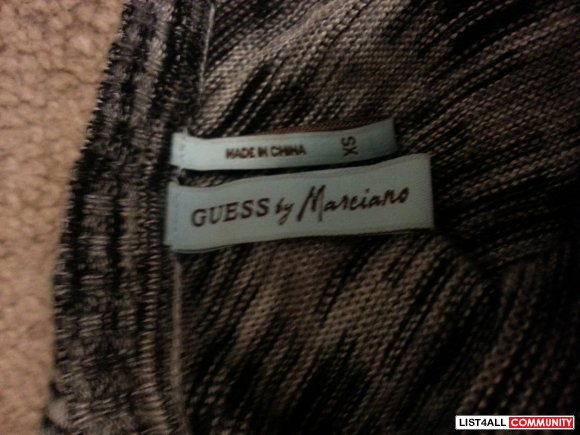 MADE IN CHINA XS
GUESS by Marciano
LIST4ALL COMMUNITY